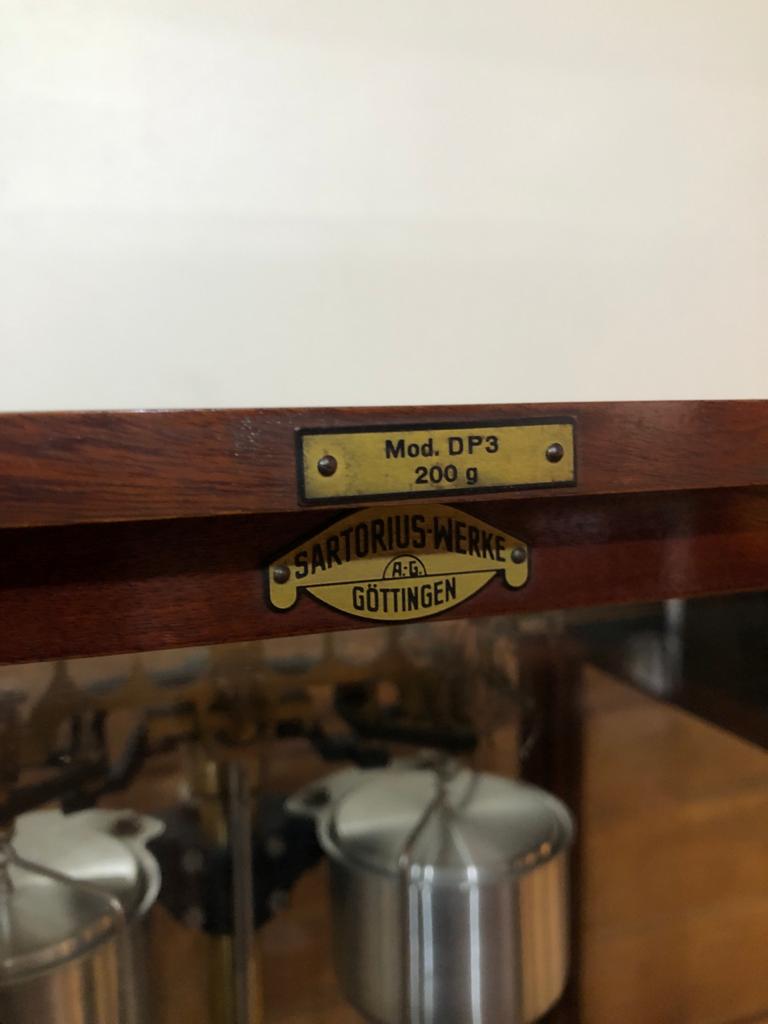 Mod. DP3
200 g
SARTORIUS-WERKE
A.-G.
GÖTTINGEN